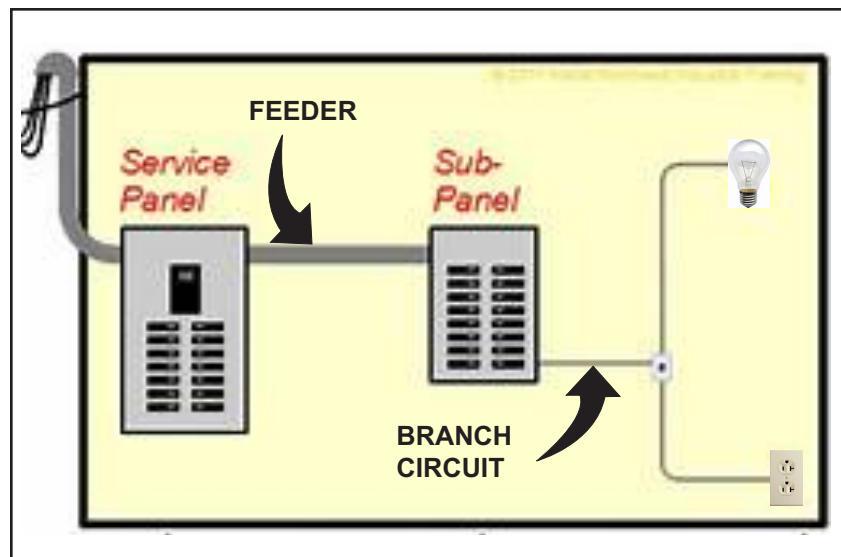 FEEDER
Service
Panel
Sub-
Panel
BRANCH
CIRCUIT